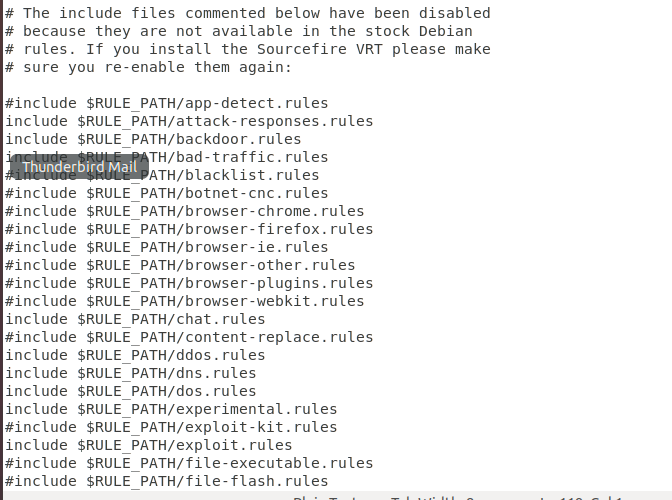 # The include files commented below have been disabled
# because they are not available in the stock Debian
# rules. If you install the Sourcefire VRT please make
# sure you re-enable them again:
#include $RULE_PATH/app-detect.rules
include $RULE_PATH/attack-responses.rules
include $RULE_PATH/backdoor.rules
include $RULE_PATH/bad-traffic.rules
Thunderbird Mail
#include $RULE_PATH/blacklist.rules
#include $RULE_PATH/botnet-cnc.rules
#include $RULE_PATH/browser-chrome.rules
#include $RULE_PATH/browser-firefox.rules
#include $RULE_PATH/browser-ie.rules
#include $RULE_PATH/browser-other.rules
#include $RULE_PATH/browser-plugins.rules
#include $RULE_PATH/browser-webkit.rules
include $RULE_PATH/chat.rules
#include $RULE_PATH/content-replace.rules
include $RULE_PATH/ddos.rules
include $RULE_PATH/dns.rules
include $RULE_PATH/dos.rules
include $RULE_PATH/experimental.rules
#include $RULE_PATH/exploit-kit.rules
include $RULE_PATH/exploit.rules
#include $RULE_PATH/file-executable.rules
#include $RULE_PATH/file-flash.rules